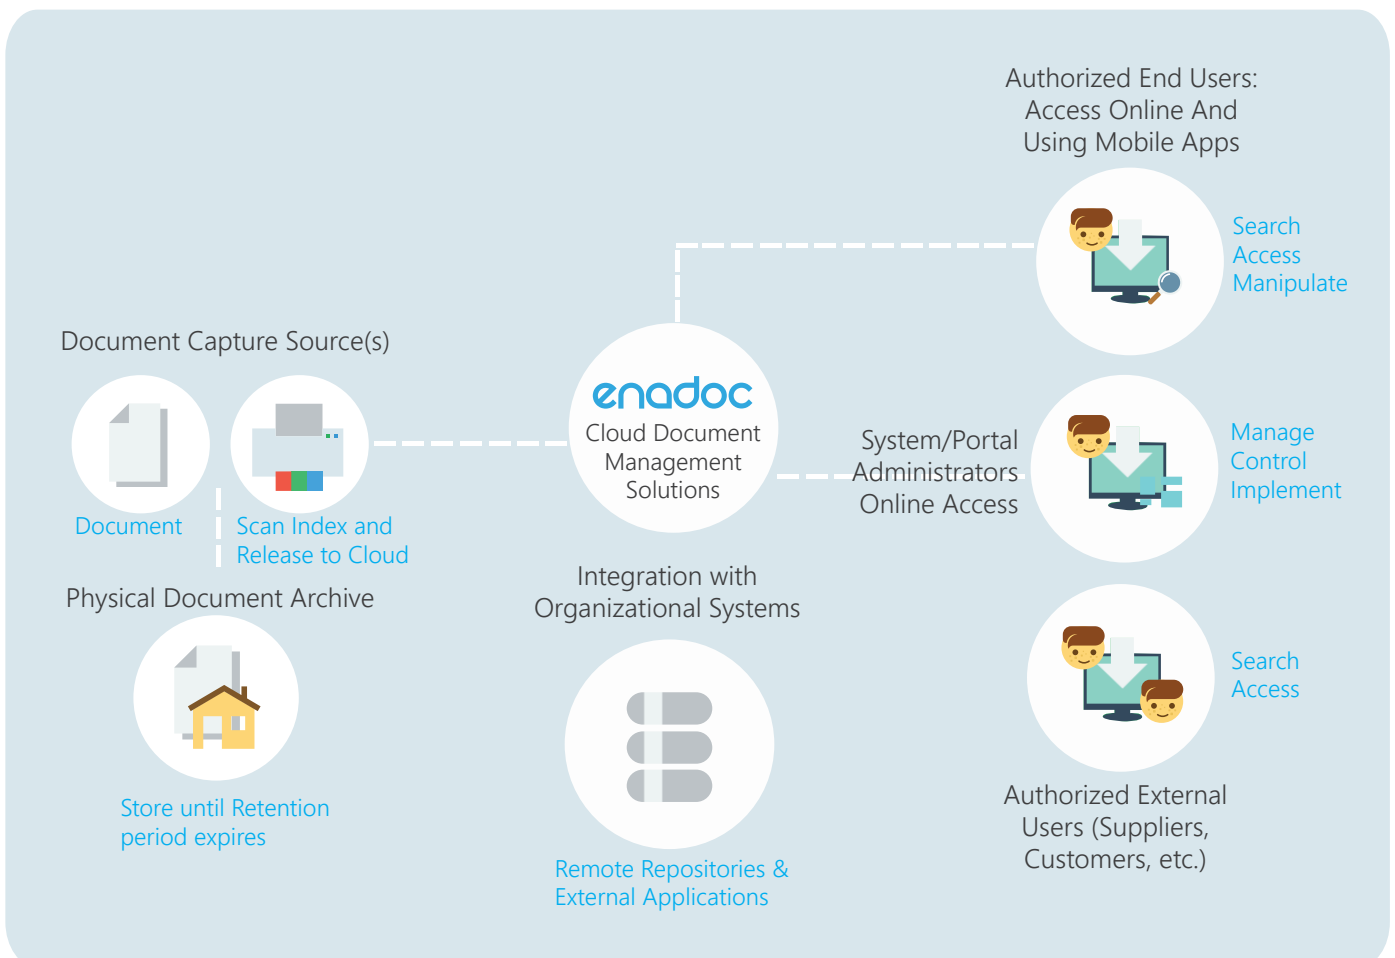 Authorized End Users:
Access Online And
Using Mobile Apps
Search
Access
Manipulate
Document Capture Source(s)
Document
Scan Index and
Release to Cloud
enadoc
Cloud Document
Management
Solutions
System/Portal
Administrators
Online Access
Manage
Control
Implement
Physical Document Archive
Store until Retention
period expires
Integration with
Organizational Systems
Remote Repositories &
External Applications
Search
Access
Authorized External
Users (Suppliers,
Customers, etc.)